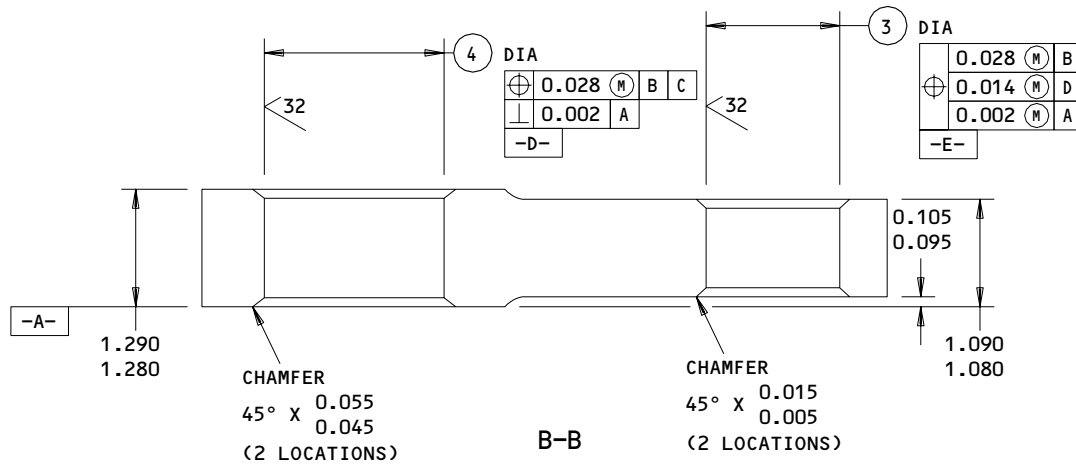 3 DIA
4 DIA
⌖ 0.028 Ⓜ B C
⊥ 0.002 A
-D-
0.028 Ⓜ B
⌖ 0.014 Ⓜ D
0.002 Ⓜ A
-E-
32
32
0.105
0.095
-A-
1.290
1.280
1.090
1.080
CHAMFER
45° X 0.055
0.045
(2 LOCATIONS)
CHAMFER
45° X 0.015
0.005
(2 LOCATIONS)
B-B